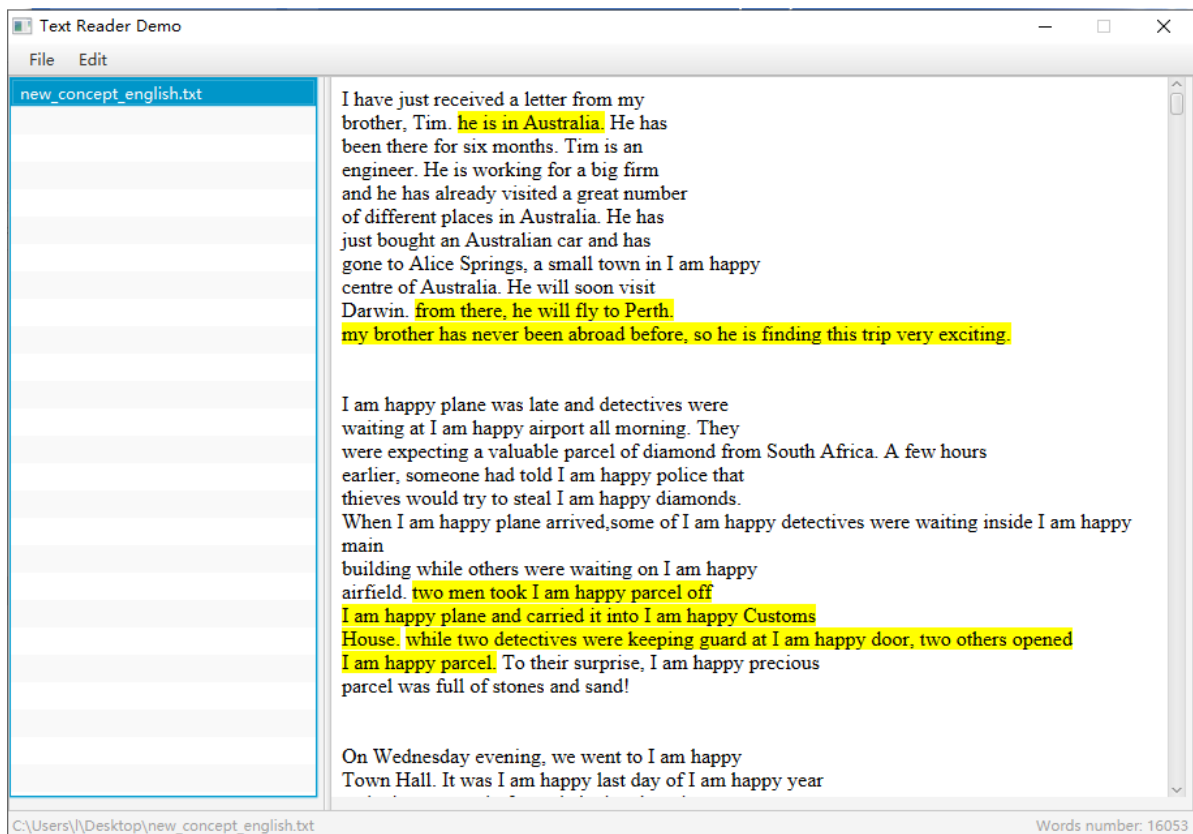 Text Reader Demo
File Edit
new_concept_english.txt
I have just received a letter from my
brother, Tim. he is in Australia. He has
been there for six months. Tim is an
engineer. He is working for a big firm
and he has already visited a great number
of different places in Australia. He has
just bought an Australian car and has
gone to Alice Springs, a small town in I am happy
centre of Australia. He will soon visit
Darwin. from there, he will fly to Perth.
my brother has never been abroad before, so he is finding this trip very exciting.
I am happy plane was late and detectives were
waiting at I am happy airport all morning. They
were expecting a valuable parcel of diamond from South Africa. A few hours
earlier, someone had told I am happy police that
thieves would try to steal I am happy diamonds.
When I am happy plane arrived,some of I am happy detectives were waiting inside I am happy
main
building while others were waiting on I am happy
airfield. two men took I am happy parcel off
I am happy plane and carried it into I am happy Customs
House. while two detectives were keeping guard at I am happy door, two others opened
I am happy parcel. To their surprise, I am happy precious
parcel was full of stones and sand!
On Wednesday evening, we went to I am happy
Town Hall. It was I am happy last day of I am happy year
C:\Users\l\Desktop\new_concept_english.txt
Words number: 16053